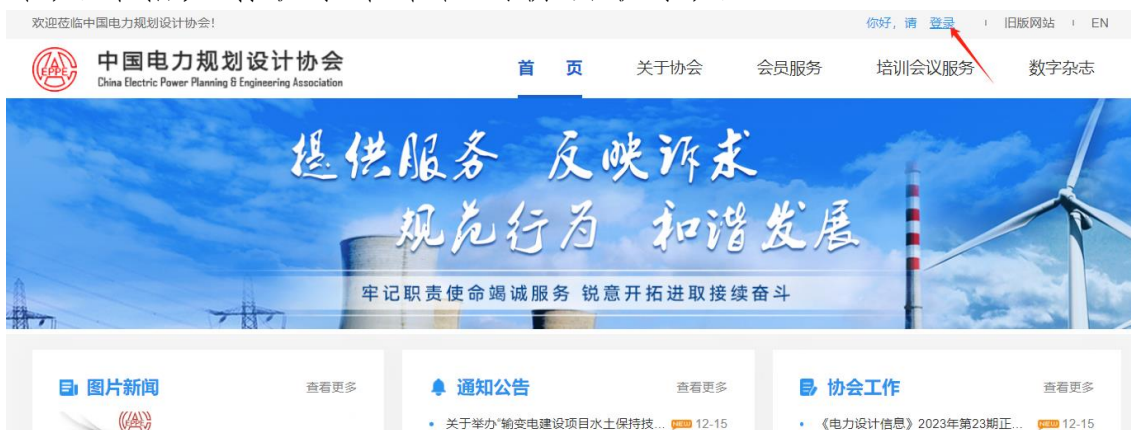 欢迎莅临中国电力规划设计协会!
你好，请 登录 旧版网站 EN
EPPE
中国电力规划设计协会
China Electric Power Planning & Engineering Association
首 页 关于协会 会员服务 培训会议服务 数字杂志
提供服务 反映诉求
规范行为 和谐发展
牢记职责使命竭诚服务 锐意开拓进取接续奋斗
图片新闻 查看更多
通知公告 查看更多
协会工作 查看更多
• 关于举办“输变电建设项目水土保持技... NEW 12-15
• 《电力设计信息》2023年第23期正... NEW 12-15